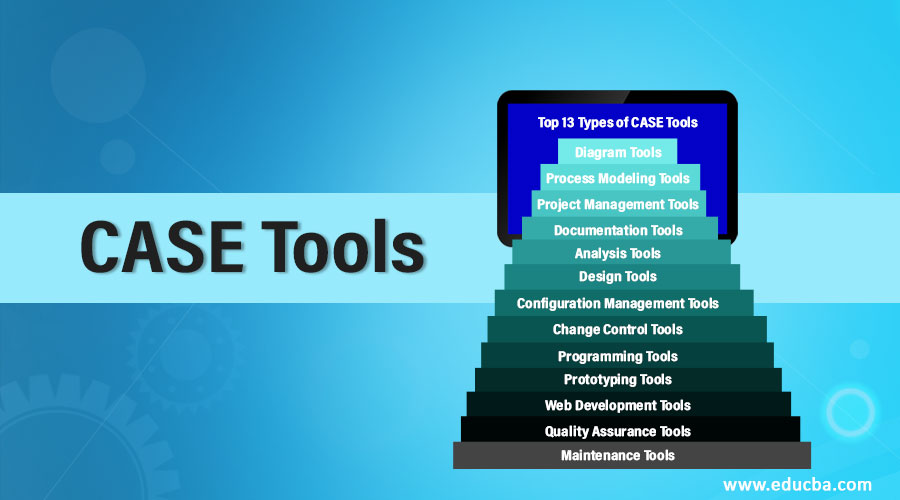 CASE Tools
Top 13 Types of CASE Tools
Diagram Tools
Process Modeling Tools
Project Management Tools
Documentation Tools
Analysis Tools
Design Tools
Configuration Management Tools
Change Control Tools
Programming Tools
Prototyping Tools
Web Development Tools
Quality Assurance Tools
Maintenance Tools
www.educba.com